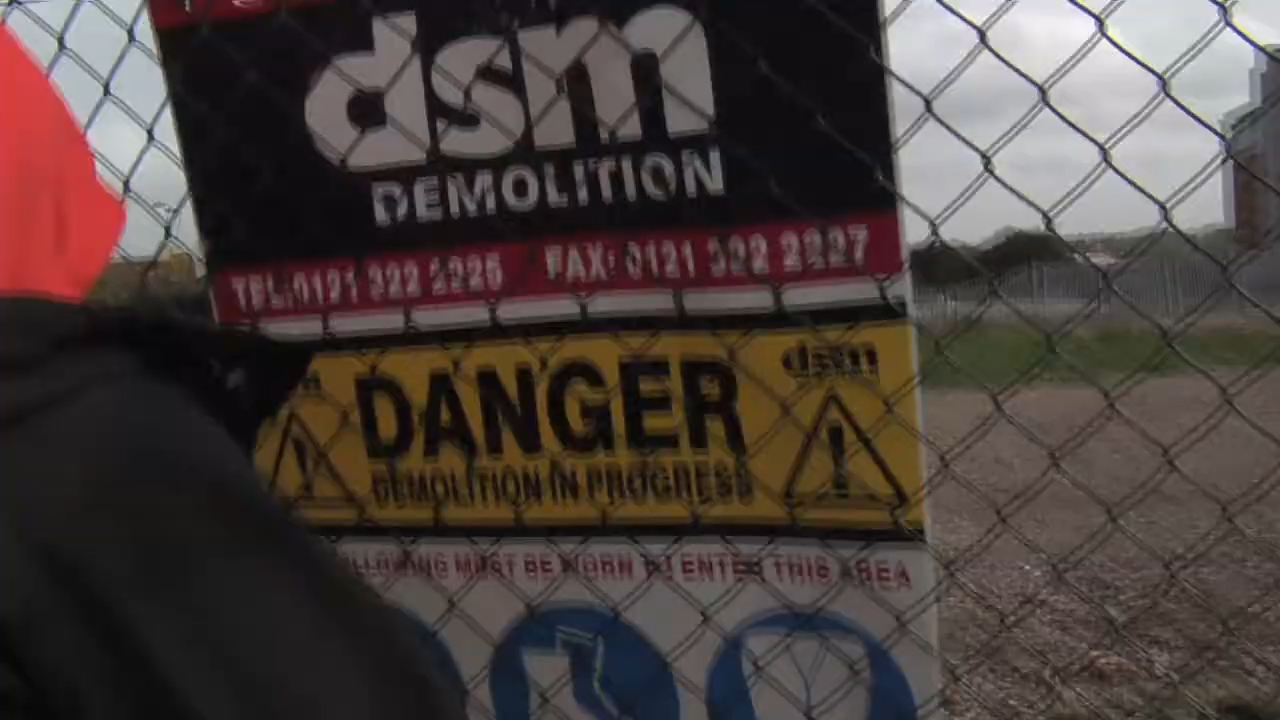 dsm
DEMOLITION
TEL:0121 322 2225 FAX: 0121 322 2227
dsm
DANGER
DEMOLITION IN PROGRESS
MUST BE WORN TO ENTER THIS AREA